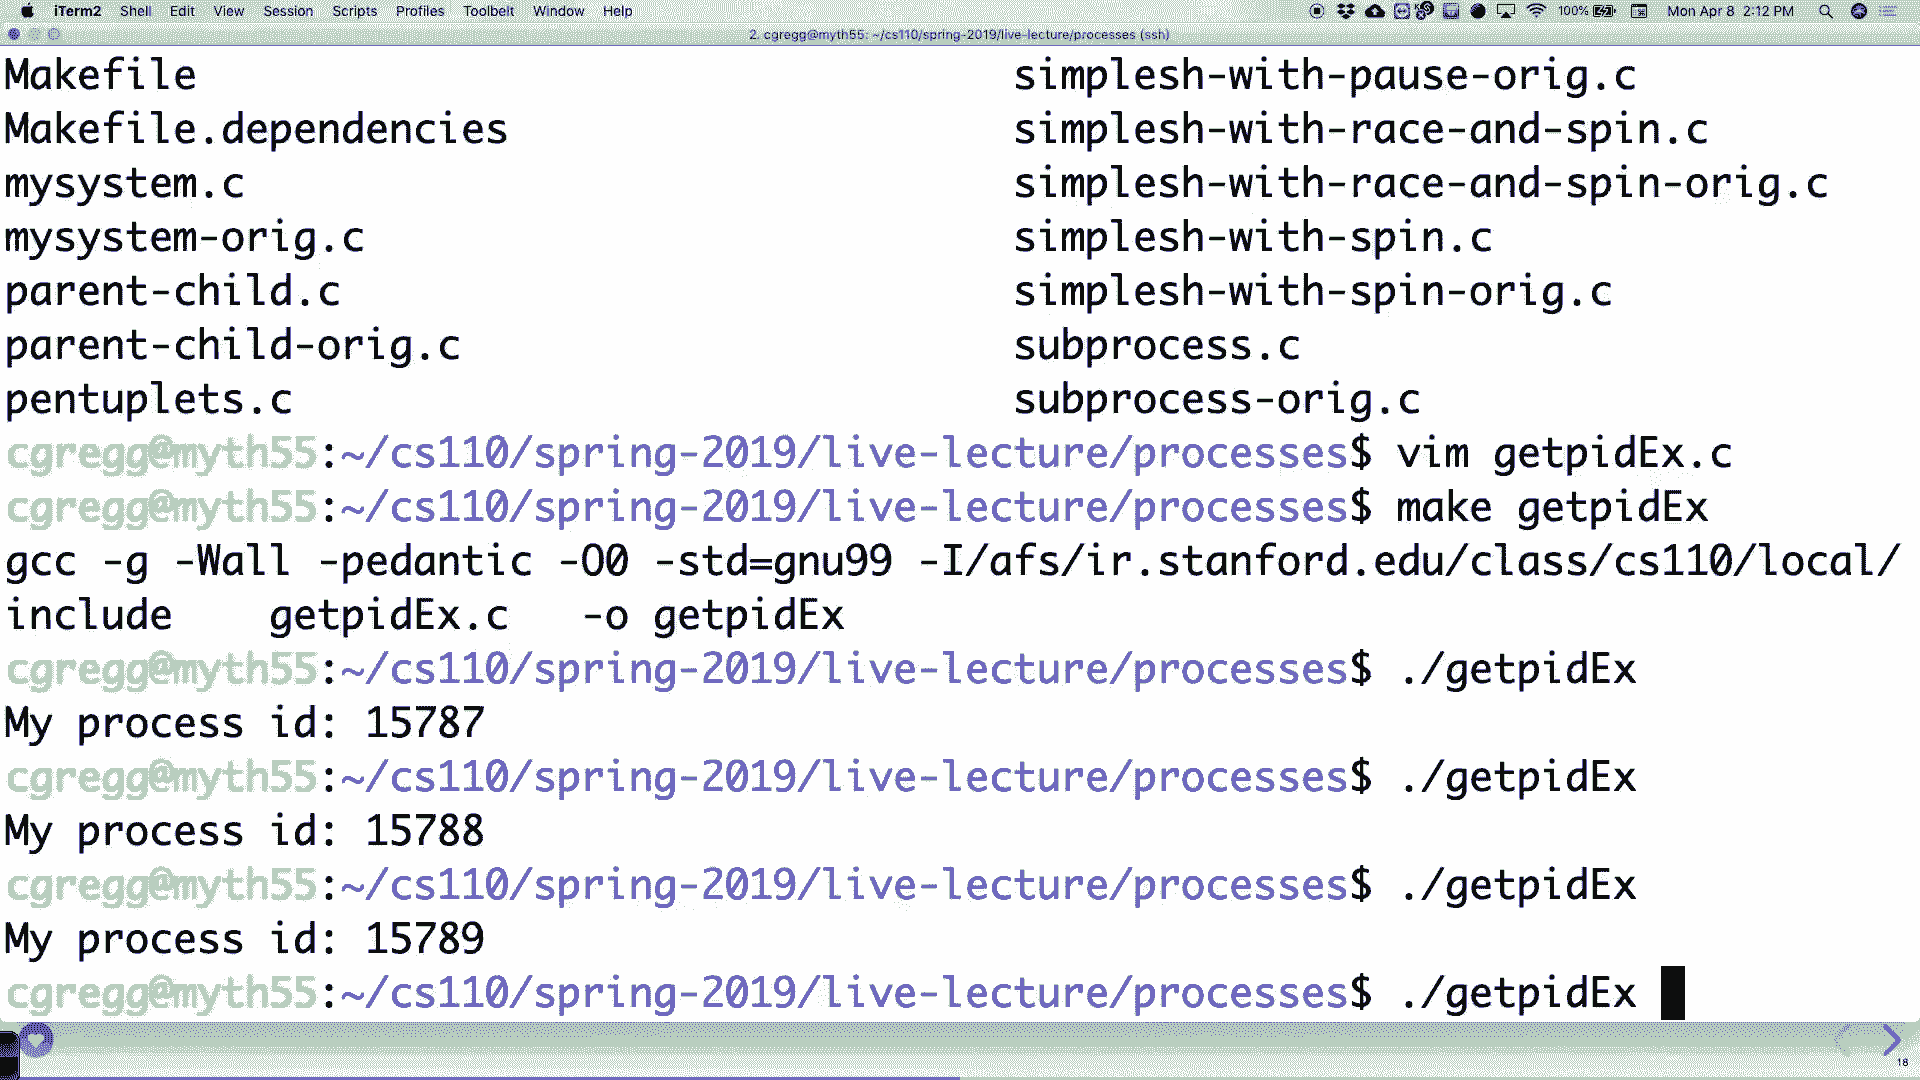 iTerm2 Shell Edit View Session Scripts Profiles Toolbelt Window Help 100% Mon Apr 8 2:12 PM
2. cgregg@myth55: ~/cs110/spring-2019/live-lecture/processes (ssh)
Makefile simplesh-with-pause-orig.c
Makefile.dependencies simplesh-with-race-and-spin.c
mysystem.c simplesh-with-race-and-spin-orig.c
mysystem-orig.c simplesh-with-spin.c
parent-child.c simplesh-with-spin-orig.c
parent-child-orig.c subprocess.c
pentuplets.c subprocess-orig.c
cgregg@myth55:~/cs110/spring-2019/live-lecture/processes$ vim getpidEx.c
cgregg@myth55:~/cs110/spring-2019/live-lecture/processes$ make getpidEx
gcc -g -Wall -pedantic -O0 -std=gnu99 -I/afs/ir.stanford.edu/class/cs110/local/
include getpidEx.c -o getpidEx
cgregg@myth55:~/cs110/spring-2019/live-lecture/processes$ ./getpidEx
My process id: 15787
cgregg@myth55:~/cs110/spring-2019/live-lecture/processes$ ./getpidEx
My process id: 15788
cgregg@myth55:~/cs110/spring-2019/live-lecture/processes$ ./getpidEx
My process id: 15789
cgregg@myth55:~/cs110/spring-2019/live-lecture/processes$ ./getpidEx
18